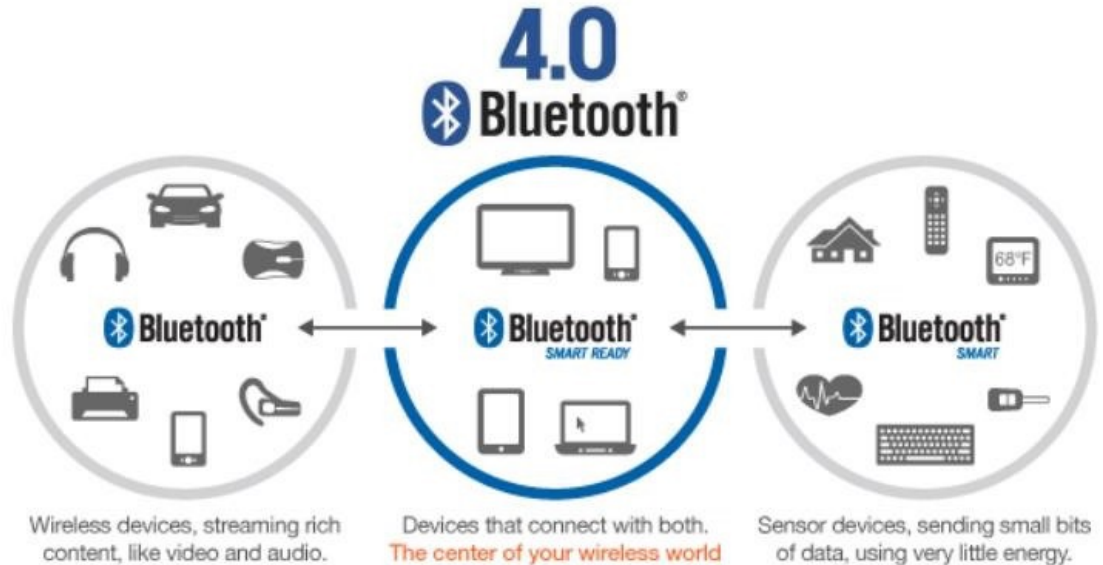 4.0
Bluetooth®
68°F
Bluetooth®
Bluetooth®
SMART READY
Bluetooth®
SMART
Wireless devices, streaming rich
content, like video and audio.
Devices that connect with both.
The center of your wireless world
Sensor devices, sending small bits
of data, using very little energy.